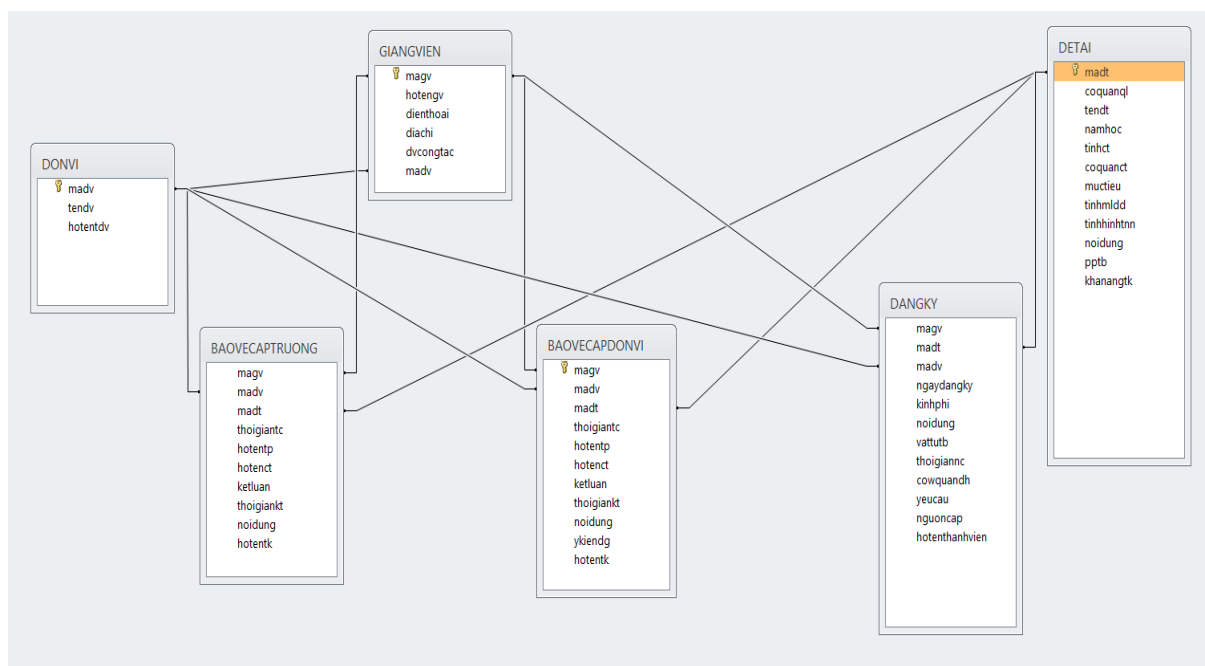 DONVI
madv
tendv
hotentdv
GIANGVIEN
magv
hotengv
dienthoai
diachi
dvcongtac
madv
DETAI
madt
coquanql
tendt
namhoc
tinhct
coquanct
muctieu
tinhmldd
tinhhinhtnn
noidung
pptb
khanangtk
BAOVECAPTRUONG
magv
madv
madt
thoigiantc
hotentp
hotenct
ketluan
thoigiankt
noidung
hotentk
BAOVECAPDONVI
magv
madv
madt
thoigiantc
hotentp
hotenct
ketluan
thoigiankt
noidung
ykiendg
hotentk
DANGKY
magv
madt
madv
ngaydangky
kinhphi
noidung
vattutb
thoigiannc
cowquandh
yeucau
nguoncap
hotenthanhvien